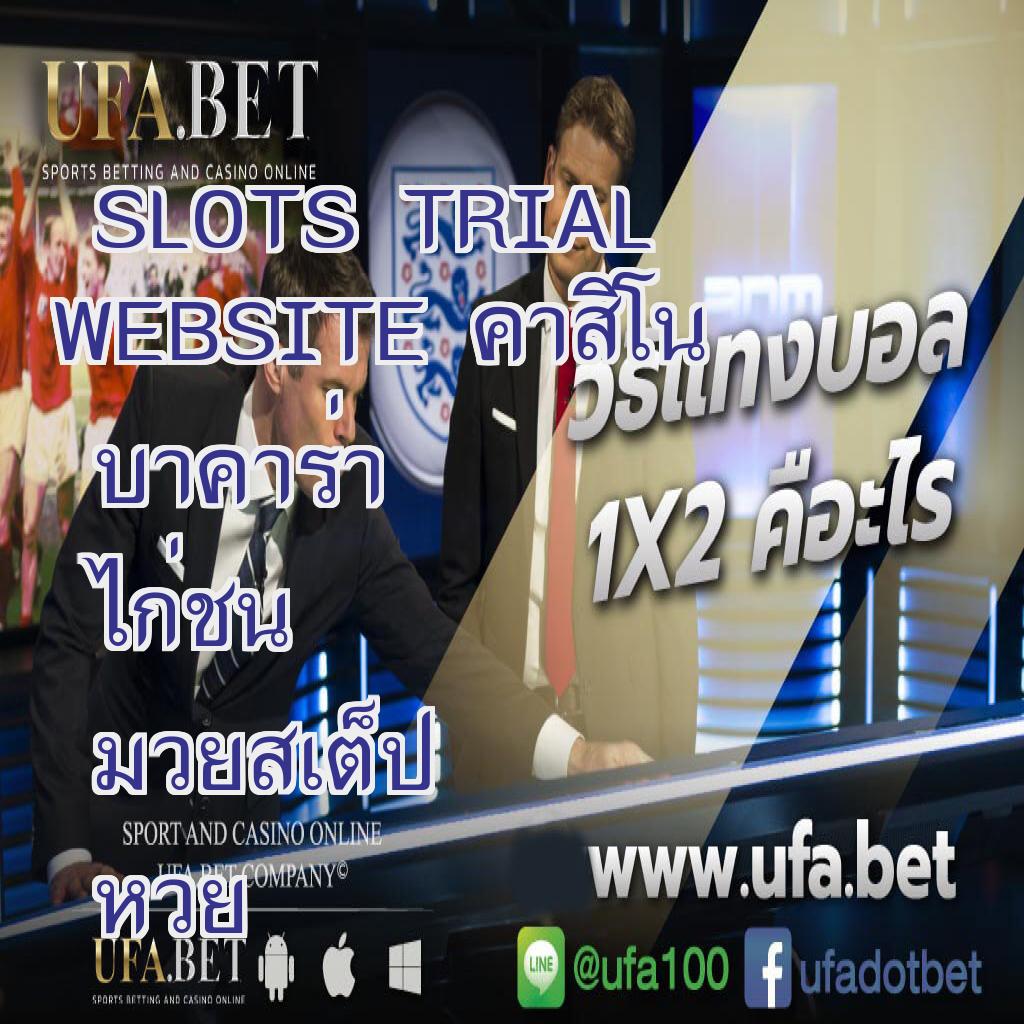 UFA.BET
SPORTS BETTING AND CASINO ONLINE
SLOTS TRIAL
WEBSITE คาสิโน
บาคาร่า
ไก่ชน
มวยสเต็ป
หวย
วิธีแทงบอล
1X2 คืออะไร
SPORT AND CASINO ONLINE
UFA.BET COMPANY©
www.ufa.bet
UFA.BET
SPORTS BETTING AND CASINO ONLINE
LINE @ufa100 f ufadotbet